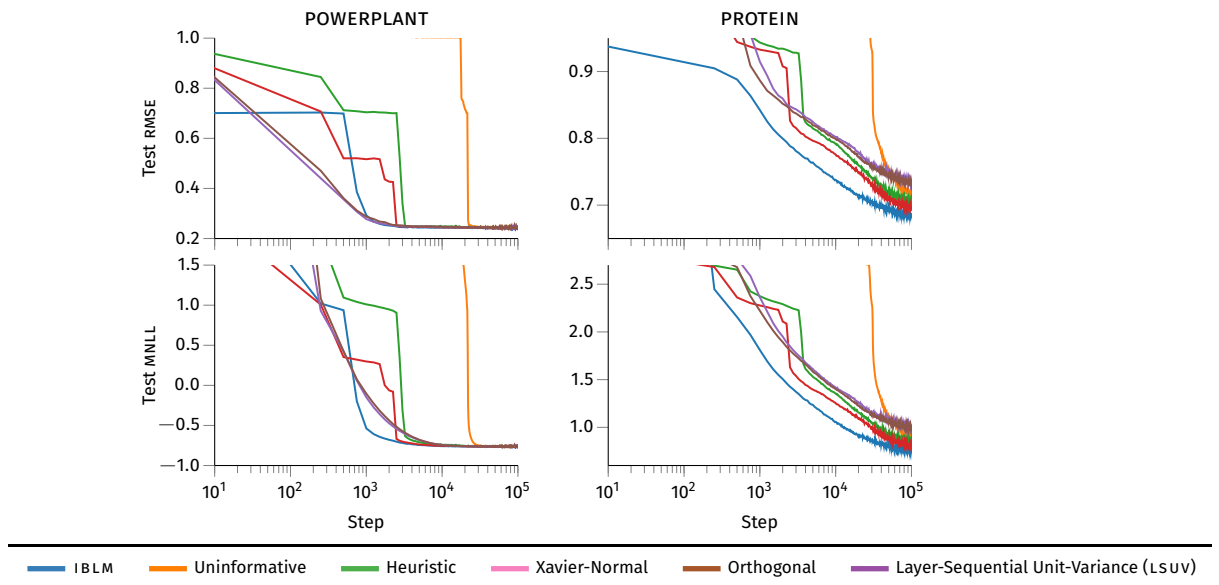 POWERPLANT
PROTEIN
Test RMSE
1.0
0.8
0.6
0.4
0.2
0.9
0.8
0.7
Test MNLL
1.5
1.0
0.5
0.0
−0.5
−1.0
2.5
2.0
1.5
1.0
10¹ 10² 10³ 10⁴ 10⁵
10¹ 10² 10³ 10⁴ 10⁵
Step
Step
IBLM Uninformative Heuristic Xavier-Normal Orthogonal Layer-Sequential Unit-Variance (LSUV)